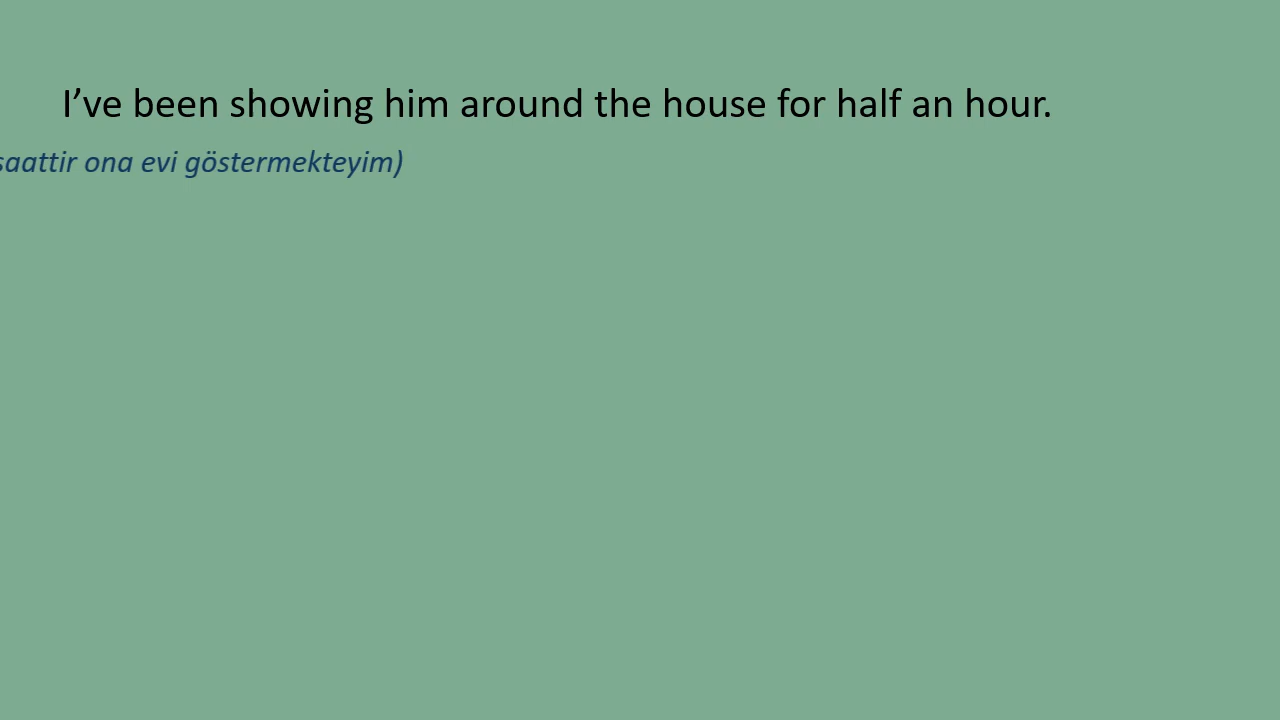 I’ve been showing him around the house for half an hour.
saattir ona evi göstermekteyim)